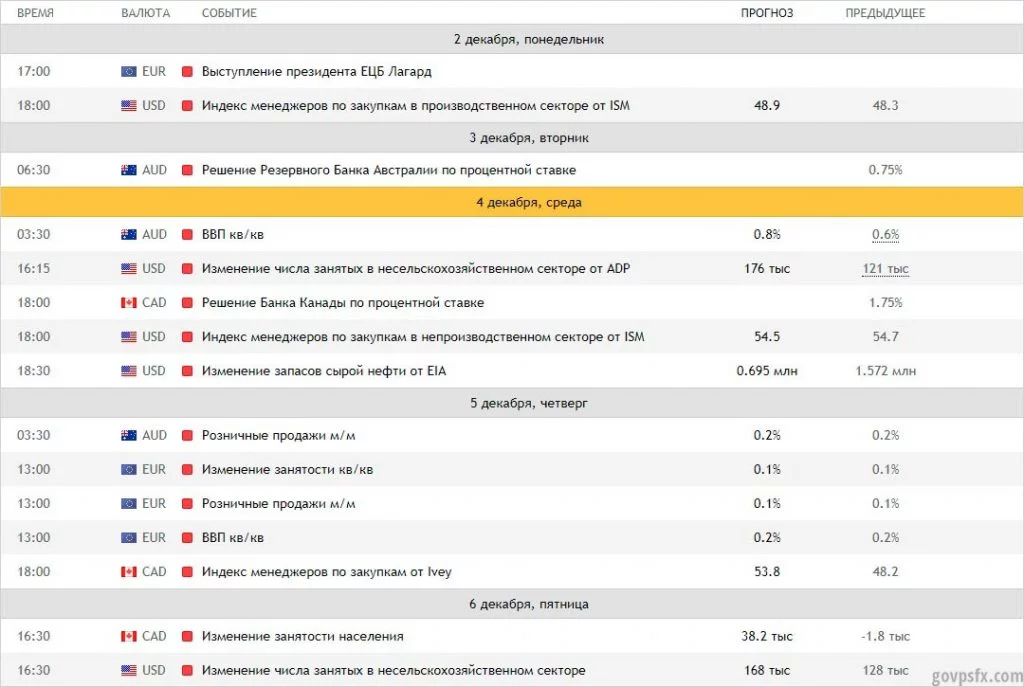 ВРЕМЯ ВАЛЮТА СОБЫТИЕ ПРОГНОЗ ПРЕДЫДУЩЕЕ
2 декабря, понедельник
17:00 EUR Выступление президента ЕЦБ Лагард
18:00 USD Индекс менеджеров по закупкам в производственном секторе от ISM 48.9 48.3
3 декабря, вторник
06:30 AUD Решение Резервного Банка Австралии по процентной ставке 0.75%
4 декабря, среда
03:30 AUD ВВП кв/кв 0.8% 0.6%
16:15 USD Изменение числа занятых в несельскохозяйственном секторе от ADP 176 тыс 121 тыс
18:00 CAD Решение Банка Канады по процентной ставке 1.75%
18:00 USD Индекс менеджеров по закупкам в непроизводственном секторе от ISM 54.5 54.7
18:30 USD Изменение запасов сырой нефти от EIA 0.695 млн 1.572 млн
5 декабря, четверг
03:30 AUD Розничные продажи м/м 0.2% 0.2%
13:00 EUR Изменение занятости кв/кв 0.1% 0.1%
13:00 EUR Розничные продажи м/м 0.1% 0.1%
13:00 EUR ВВП кв/кв 0.2% 0.2%
18:00 CAD Индекс менеджеров по закупкам от Ivey 53.8 48.2
6 декабря, пятница
16:30 CAD Изменение занятости населения 38.2 тыс -1.8 тыс
16:30 USD Изменение числа занятых в несельскохозяйственном секторе 168 тыс 128 тыс
govpsfx.com